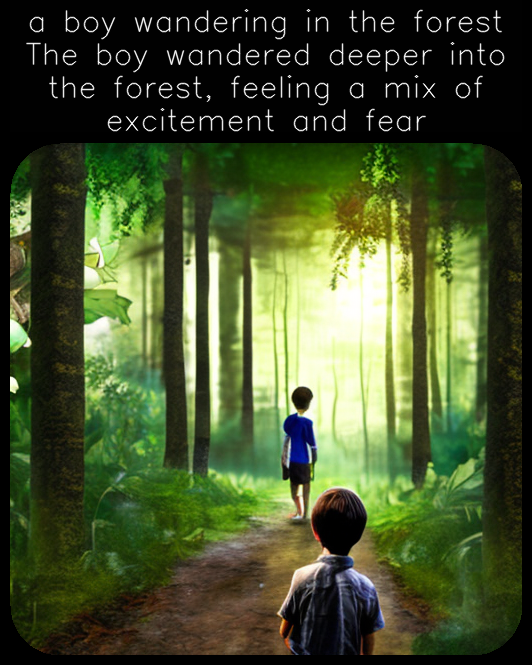 a boy wandering in the forest
The boy wandered deeper into
the forest, feeling a mix of
excitement and fear